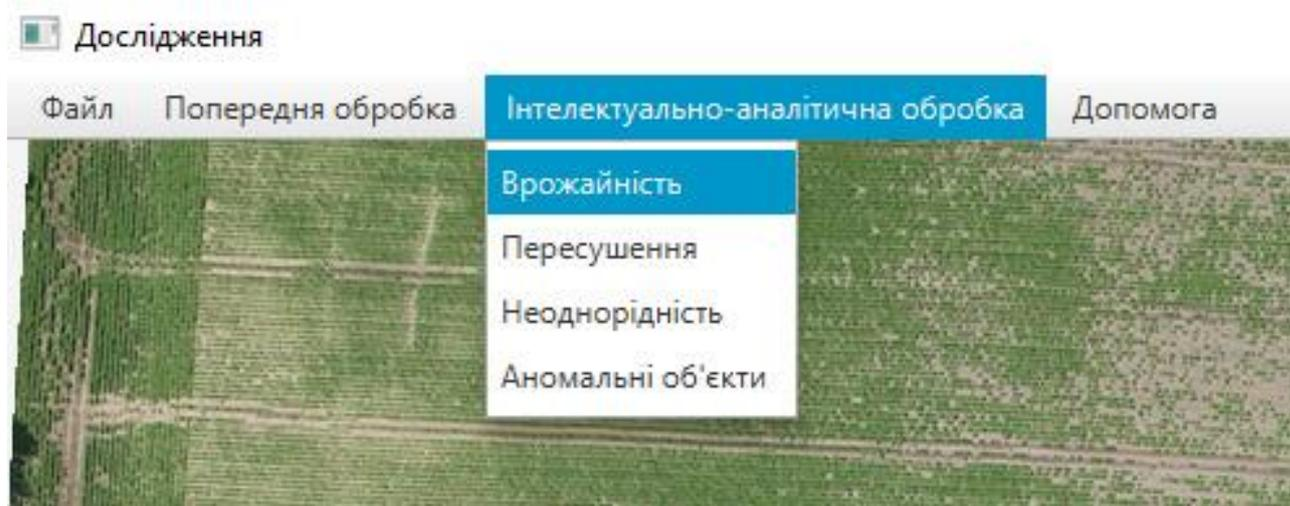 Дослідження
Файл Попередня обробка Інтелектуально-аналітична обробка Допомога
Врожайність
Пересушення
Неоднорідність
Аномальні об'єкти